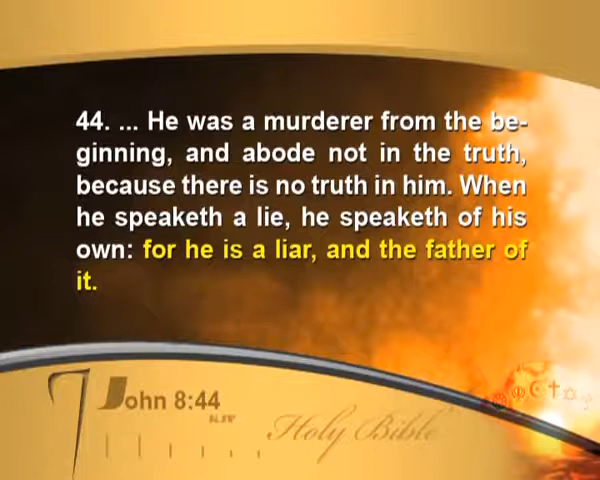 44. ... He was a murderer from the be-
ginning, and abode not in the truth,
because there is no truth in him. When
he speaketh a lie, he speaketh of his
own: for he is a liar, and the father of
it.
John 8:44
Holy Bible